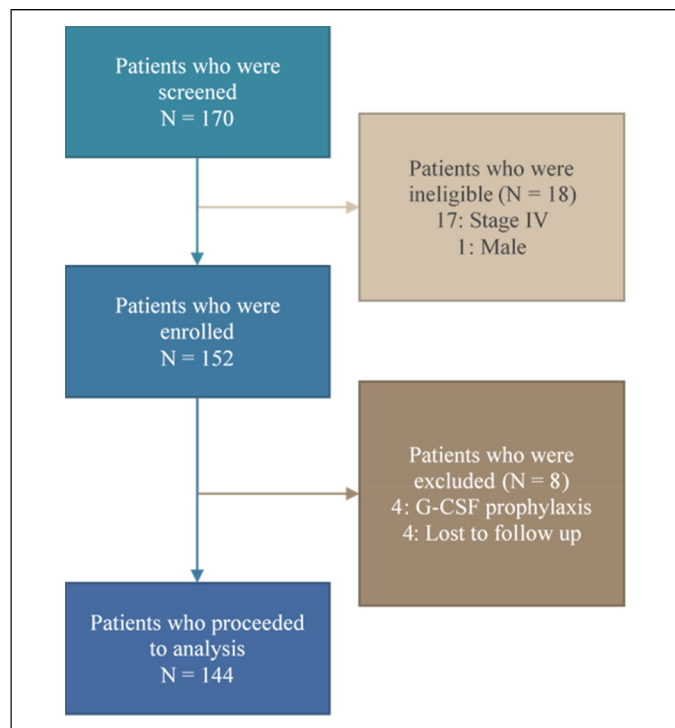 Patients who were
screened
N = 170
Patients who were
ineligible (N = 18)
17: Stage IV
1: Male
Patients who were
enrolled
N = 152
Patients who were
excluded (N = 8)
4: G-CSF prophylaxis
4: Lost to follow up
Patients who proceeded
to analysis
N = 144